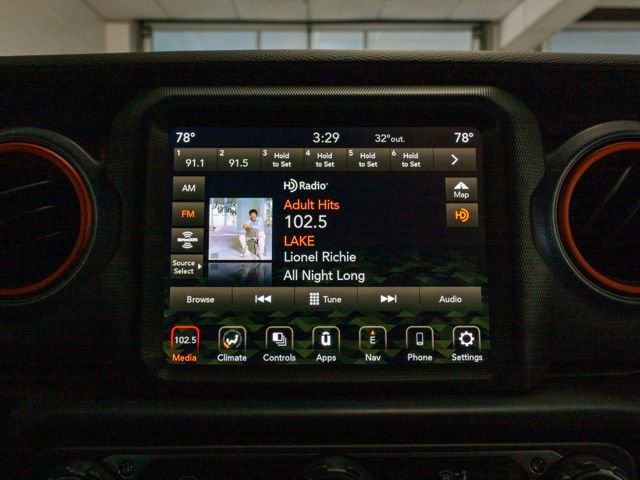 78° 3:29 32° out. 78°
1 91.1 2 91.5 3 Hold to Set 4 Hold to Set 5 Hold to Set 6 Hold to Set
AM
HD Radio
Map
FM
Adult Hits
HD
102.5
SiriusXM
LAKE
Lionel Richie
Source Select
All Night Long
Browse Tune Audio
102.5 û E
Media Climate Controls Apps Nav Phone Settings